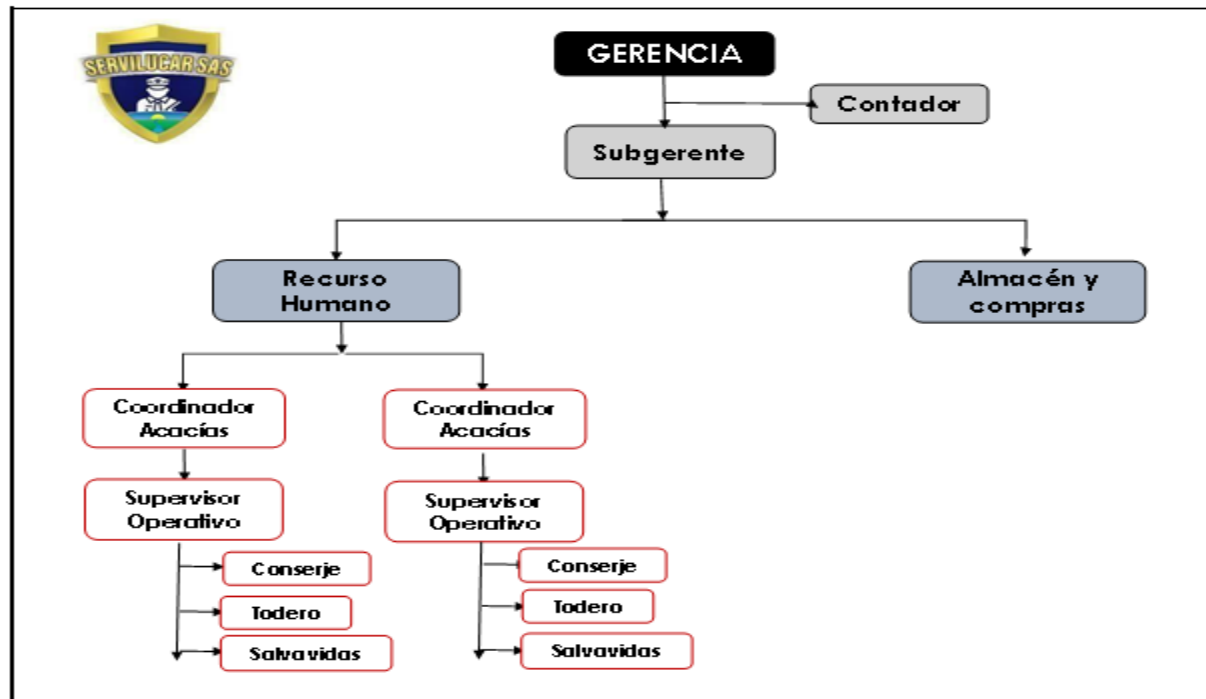 SERVILUCAR SAS
GERENCIA
Contador
Subgerente
Recurso
Humano
Almacén y
compras
Coordinador
Acacías
Coordinador
Acacías
Supervisor
Operativo
Supervisor
Operativo
Conserje
Todero
Salvavidas
Conserje
Todero
Salvavidas